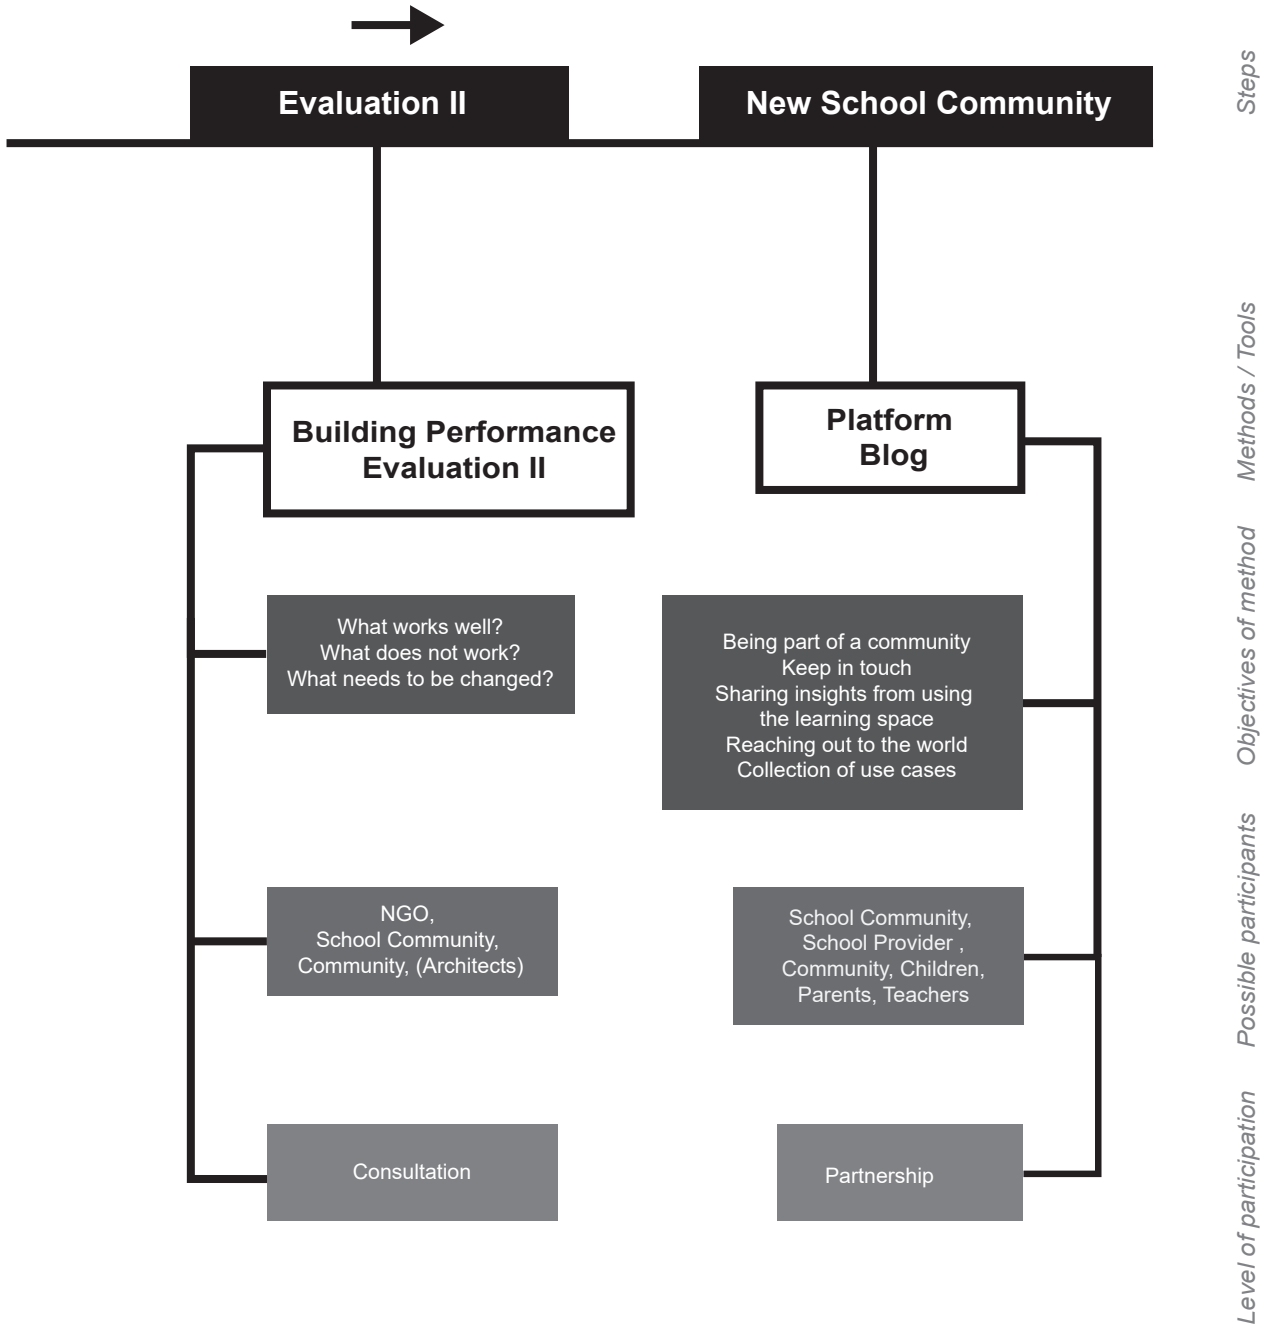 Evaluation II
New School Community
Steps
Methods / Tools
Building Performance
Evaluation II
Platform
Blog
Objectives of method
What works well?
What does not work?
What needs to be changed?
Being part of a community
Keep in touch
Sharing insights from using
the learning space
Reaching out to the world
Collection of use cases
Possible participants
NGO,
School Community,
Community, (Architects)
School Community,
School Provider ,
Community, Children,
Parents, Teachers
Level of participation
Consultation
Partnership